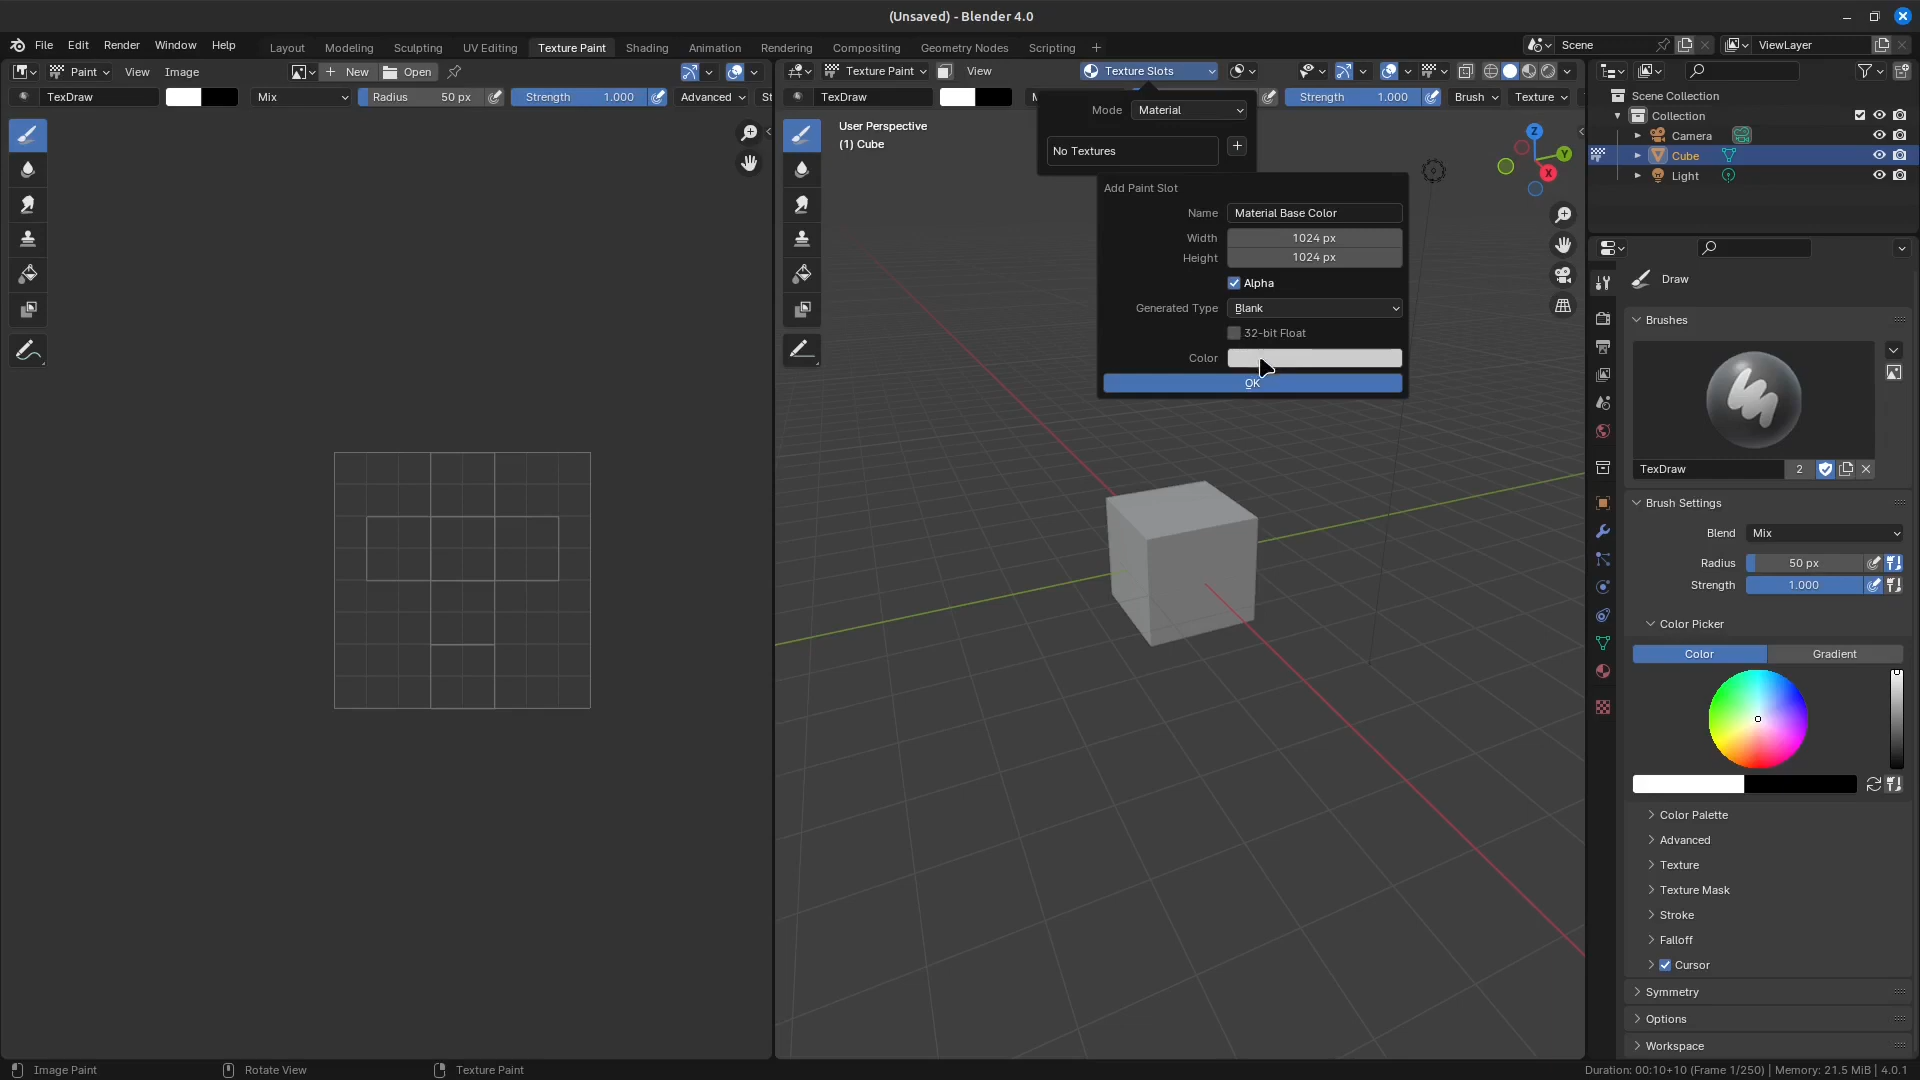 (Unsaved) - Blender 4.0
File Edit Render Window Help
Layout Modeling Sculpting UV Editing Texture Paint Shading Animation Rendering Compositing Geometry Nodes Scripting
Scene
ViewLayer
Paint View Image
New Open
Texture Paint View
Texture Slots
TexDraw
Mix
Radius 50 px
Strength 1.000
Advanced
St
TexDraw
M
Strength 1.000
Brush
Texture
Mode Material
No Textures
Add Paint Slot
Name Material Base Color
Width 1024 px
Height 1024 px
Alpha
Generated Type Blank
32-bit Float
Color
OK
User Perspective
(1) Cube
Z
Y
X
Scene Collection
Collection
Camera
Cube
Light
Draw
Brushes
TexDraw 2
Brush Settings
Blend Mix
Radius 50 px
Strength 1.000
Color Picker
Color Gradient
Color Palette
Advanced
Texture
Texture Mask
Stroke
Falloff
Cursor
Symmetry
Options
Workspace
Image Paint
Rotate View
Texture Paint
Duration: 00:10+10 (Frame 1/250) | Memory: 21.5 MiB | 4.0.1